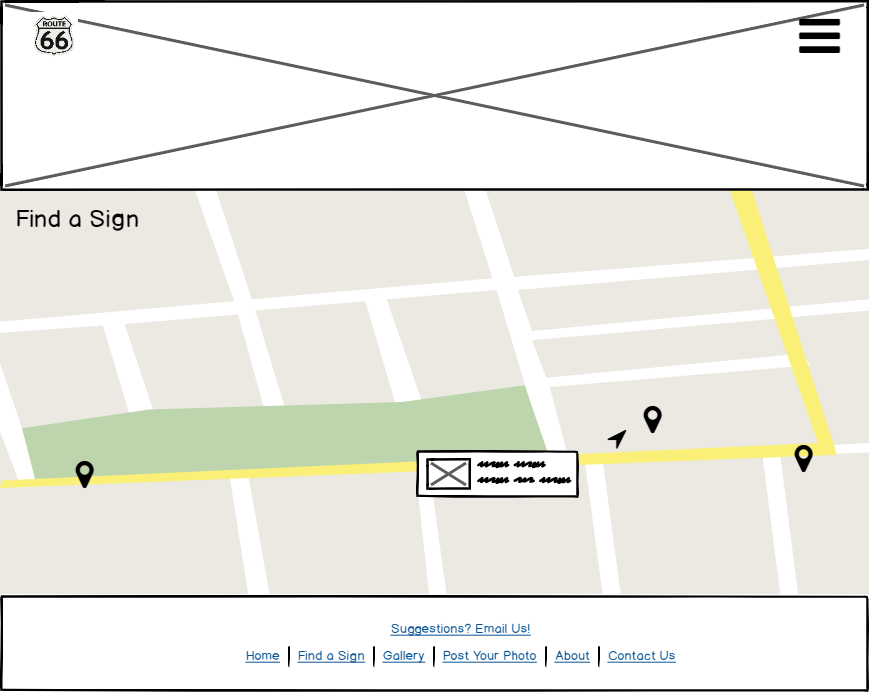 ROUTE
66
Find a Sign
Suggestions? Email Us!
Home | Find a Sign | Gallery | Post Your Photo | About | Contact Us